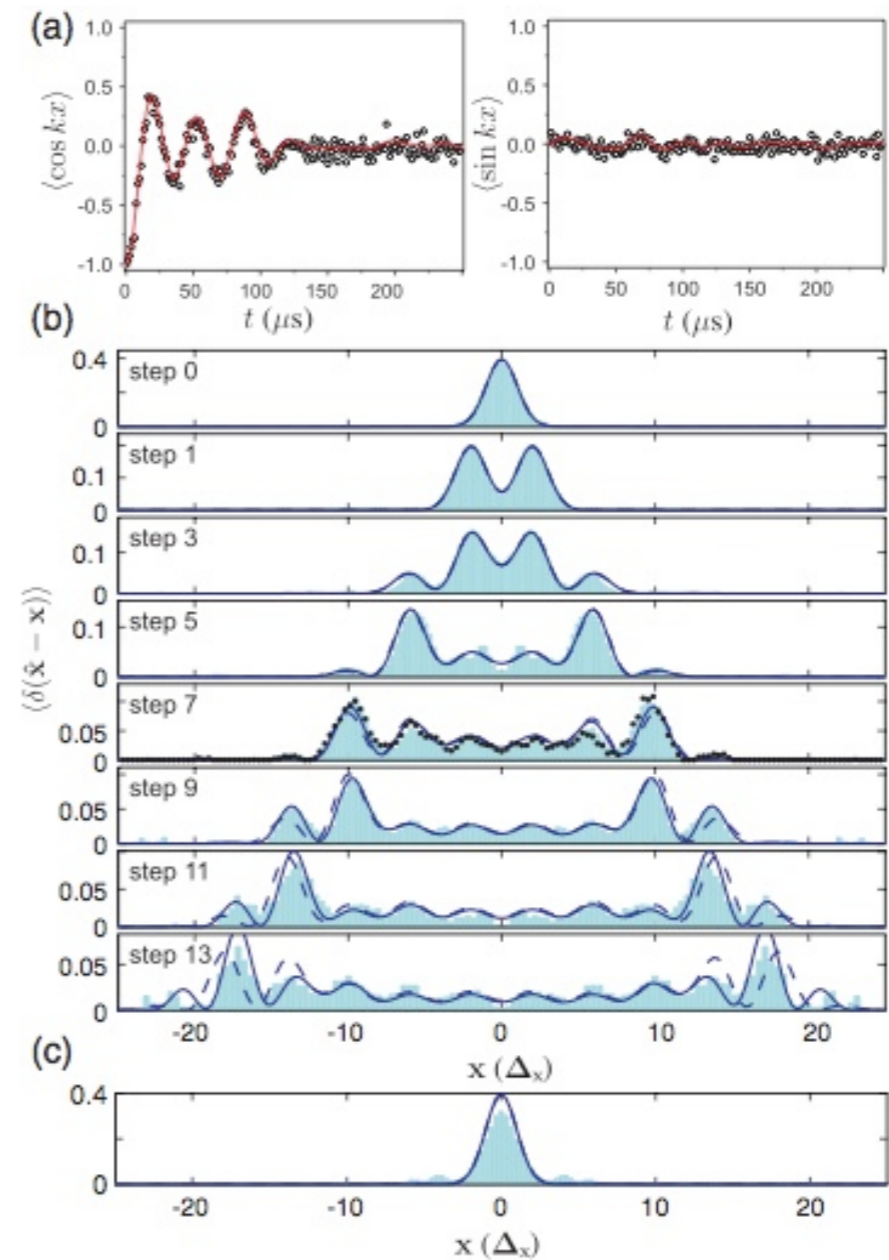 (a)
1.0
0.5
0.0
-0.5
-1.0
⟨cos kx⟩
0 50 100 150 200
t (μs)
1.0
0.5
0.0
-0.5
-1.0
⟨sin kx⟩
0 50 100 150 200
t (μs)
(b)
⟨δ(x̂ − x)⟩
0.4
0
step 0
0.1
0
step 1
0.1
0
step 3
0.1
0
step 5
0.05
0
step 7
0.05
0
step 9
0.05
0
step 11
0.05
0
step 13
-20 -10 0 10 20
x (Δx)
(c)
0.4
0
-20 -10 0 10 20
x (Δx)